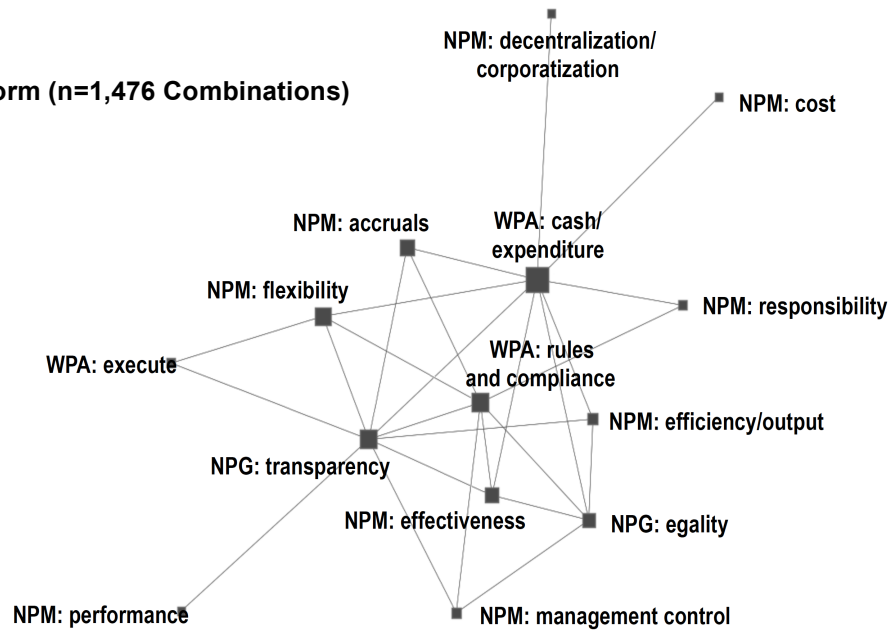 NPM: decentralization/
corporatization
orm (n=1,476 Combinations)
NPM: cost
NPM: accruals
WPA: cash/
expenditure
NPM: flexibility
NPM: responsibility
WPA: execute
WPA: rules
and compliance
NPM: efficiency/output
NPG: transparency
NPM: effectiveness
NPG: egality
NPM: performance
NPM: management control